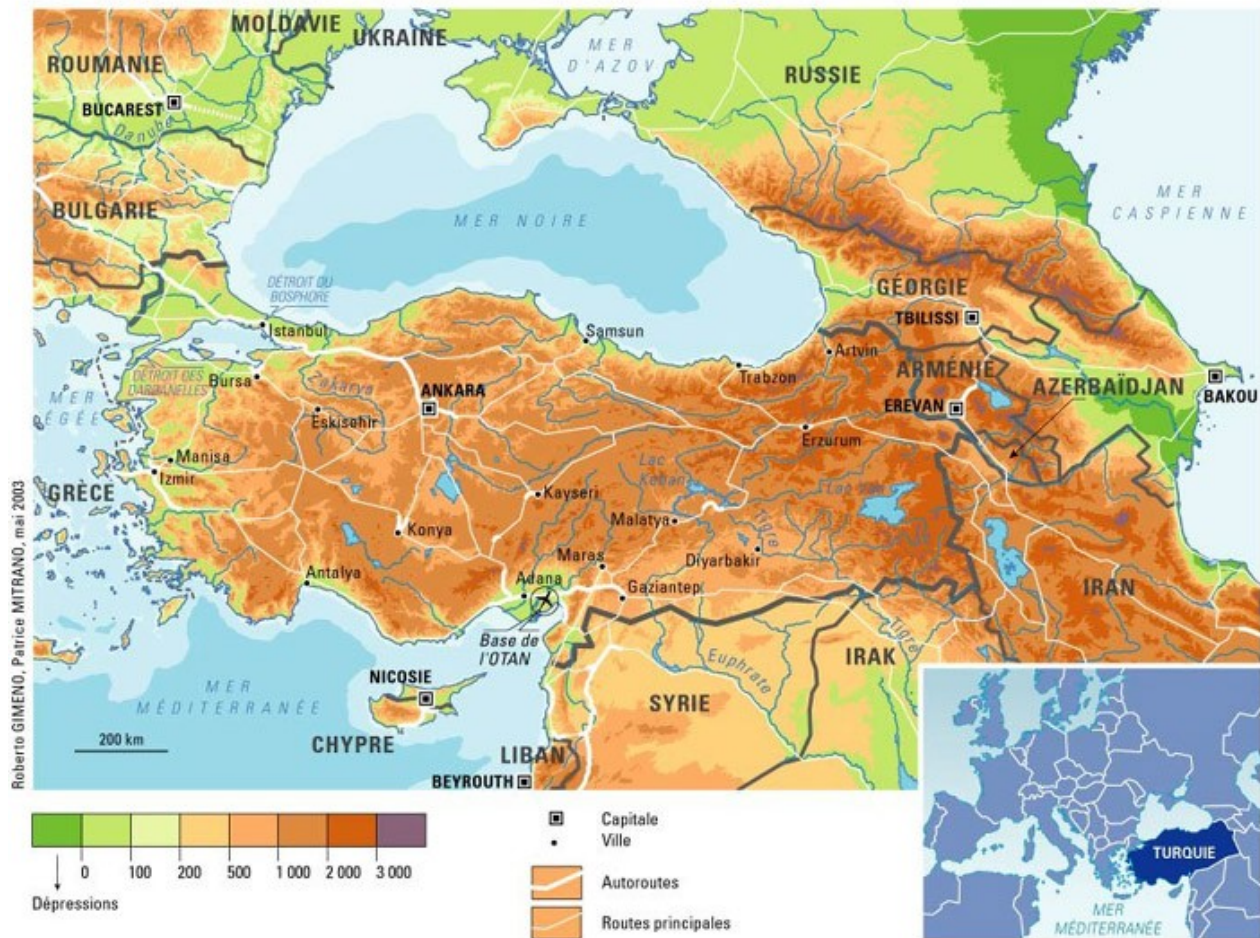 MOLDAVIE
UKRAINE
ROUMANIE
BUCAREST
Danube
MER
D'AZOV
RUSSIE
BULGARIE
MER NOIRE
MER
CASPIENNE
DÉTROIT DU
BOSPHORE
Istanbul
Samsun
GÉORGIE
TBILISSI
Artvin
Trabzon
ARMÉNIE
AZERBAÏDJAN
BAKOU
EREVAN
DÉTROIT DES
DARDANELLES
Bursa
Zakarya
ANKARA
MER
ÉGÉE
Eskisehir
Erzurum
Manisa
Izmir
GRÈCE
Kayseri
Lac
Keban
Lac Van
Konya
Malatya
Tigre
Maras
Diyarbakir
Antalya
Adana
Gaziantep
IRAN
Base de
l'OTAN
Tigre
IRAK
Euphrate
NICOSIE
SYRIE
MER
MÉDITERRANÉE
CHYPRE
200 km
LIBAN
BEYROUTH
Roberto GIMENO, Patrice MITRANO, mai 2003
0 100 200 500 1 000 2 000 3 000
Dépressions
Capitale
Ville
Autoroutes
Routes principales
TURQUIE
MER
MÉDITERRANÉE